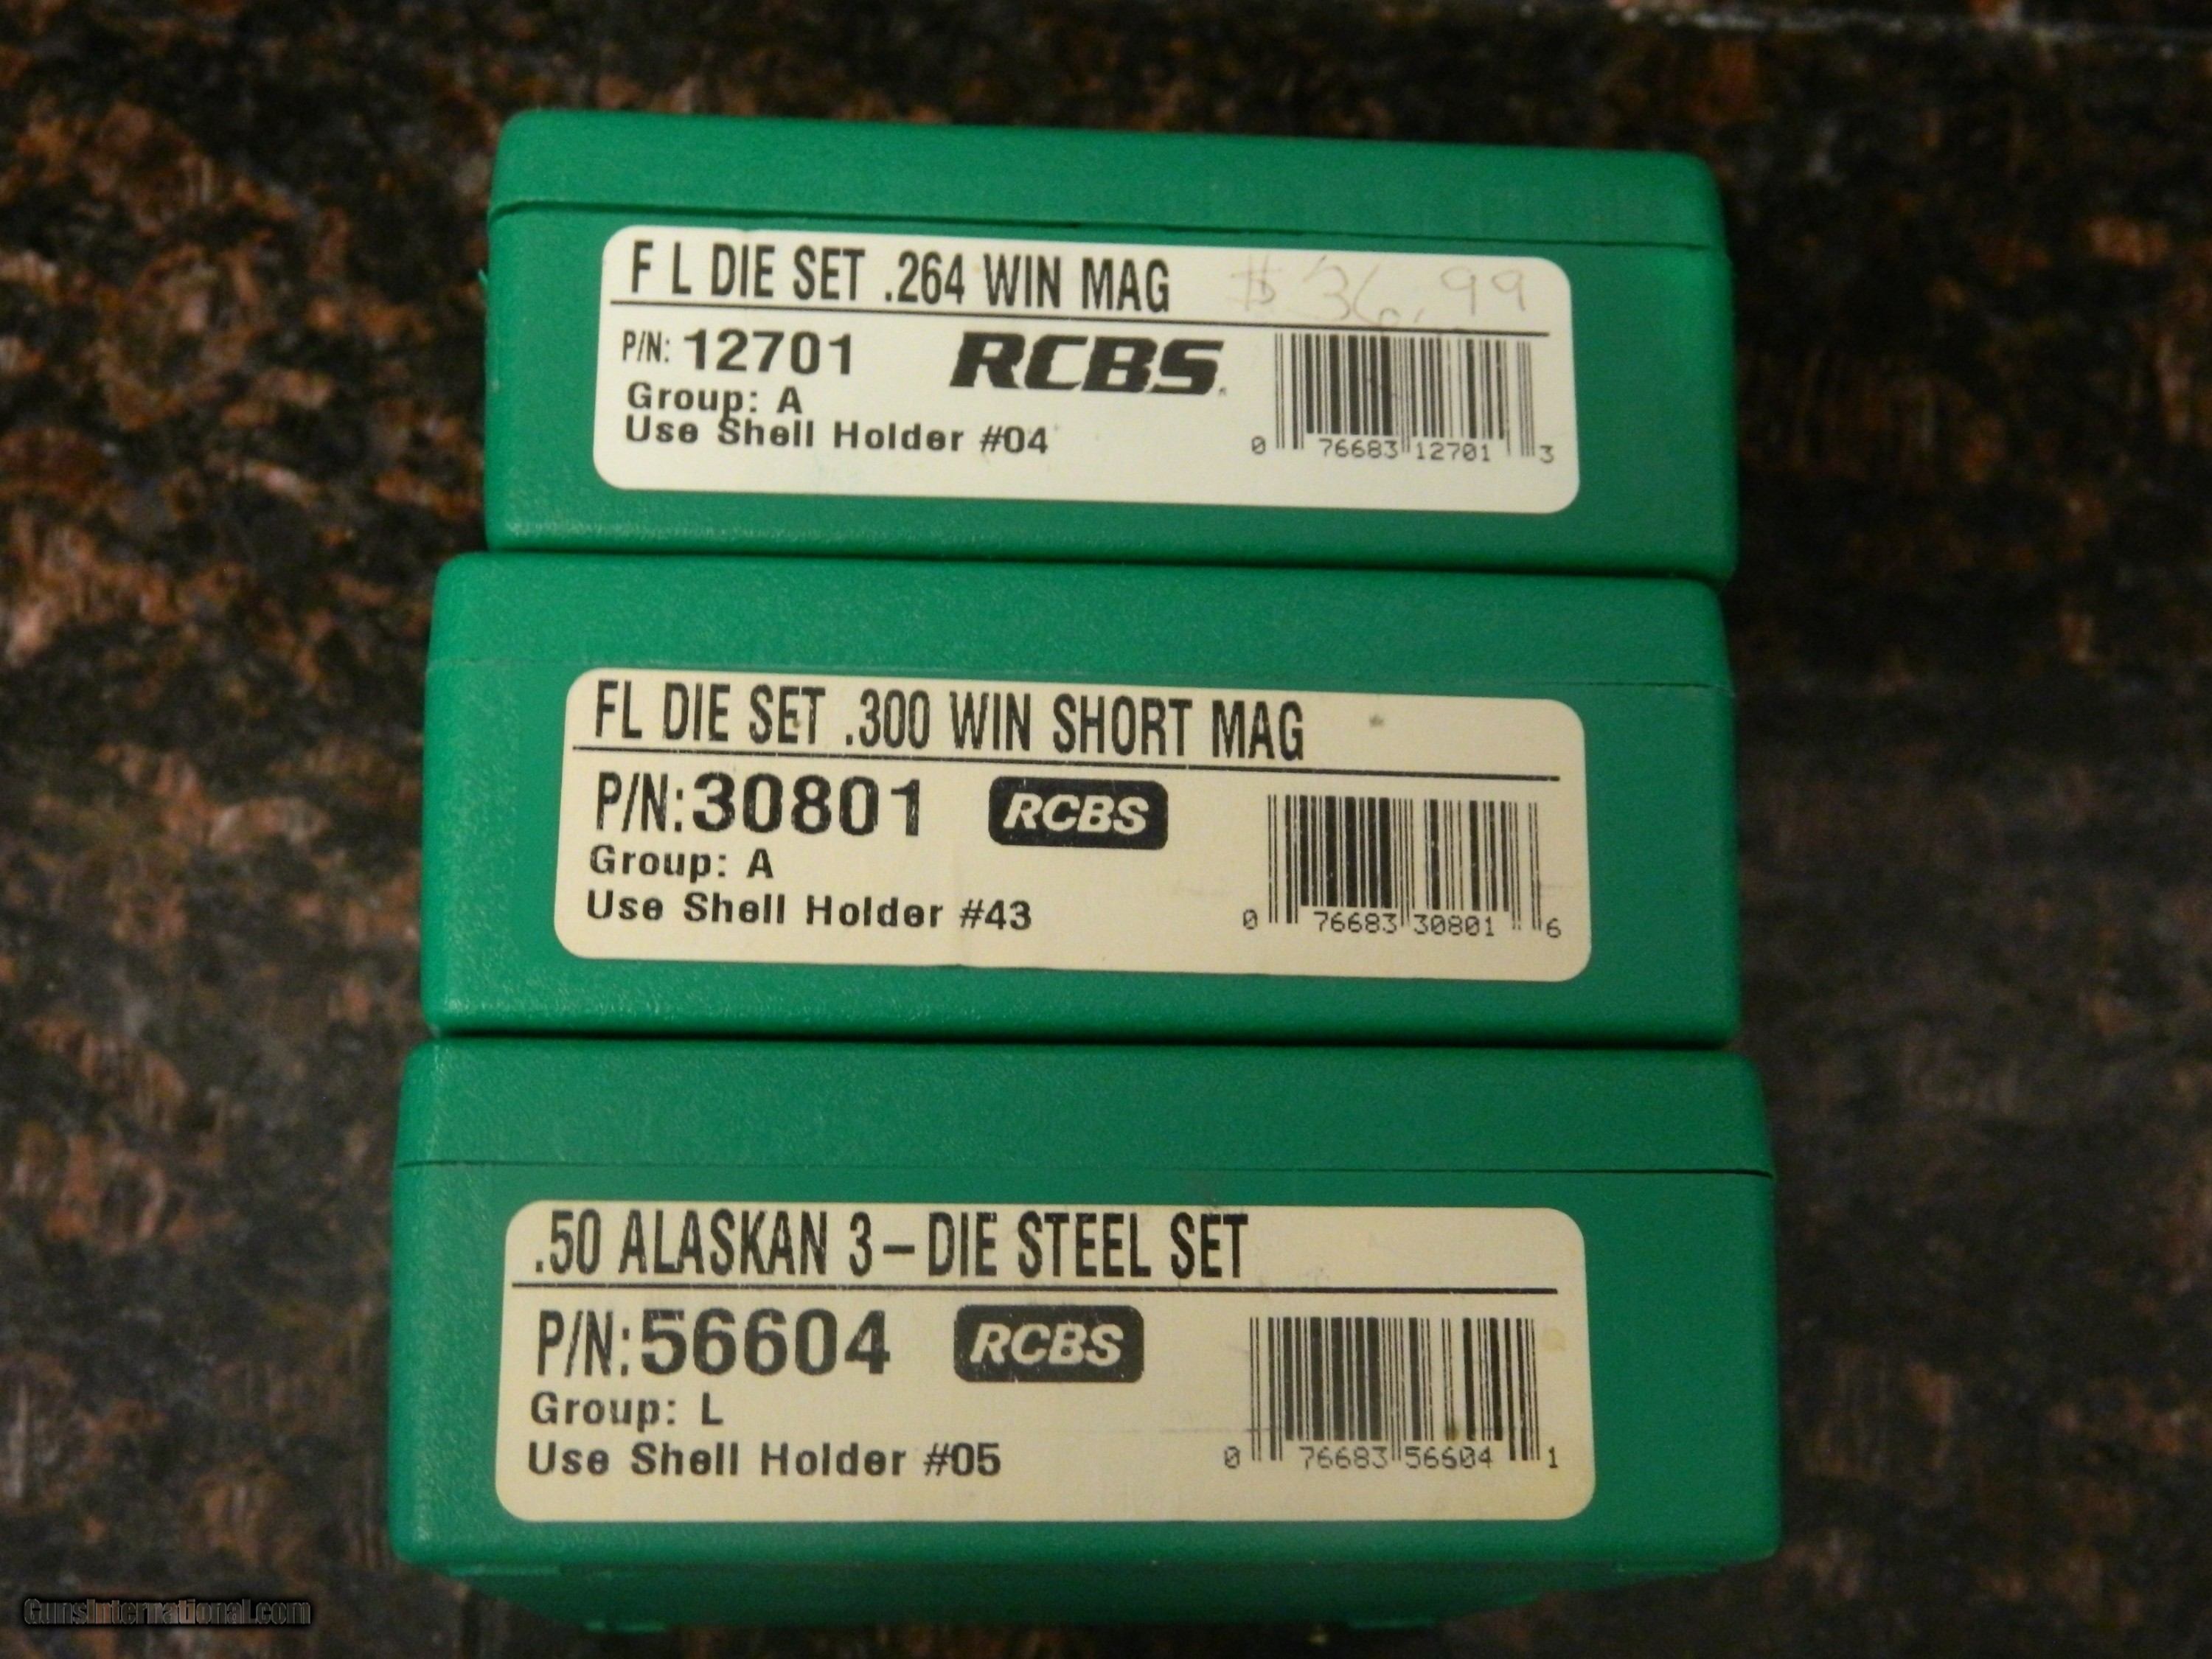 F L DIE SET .264 WIN MAG $36.99
P/N: 12701 RCBS
Group: A
Use Shell Holder #04
0 76683 12701 3
FL DIE SET .300 WIN SHORT MAG
P/N:30801 RCBS
Group: A
Use Shell Holder #43
0 76683 30801 6
.50 ALASKAN 3-DIE STEEL SET
P/N:56604 RCBS
Group: L
Use Shell Holder #05
0 76683 56604 1
GunsInternational.com